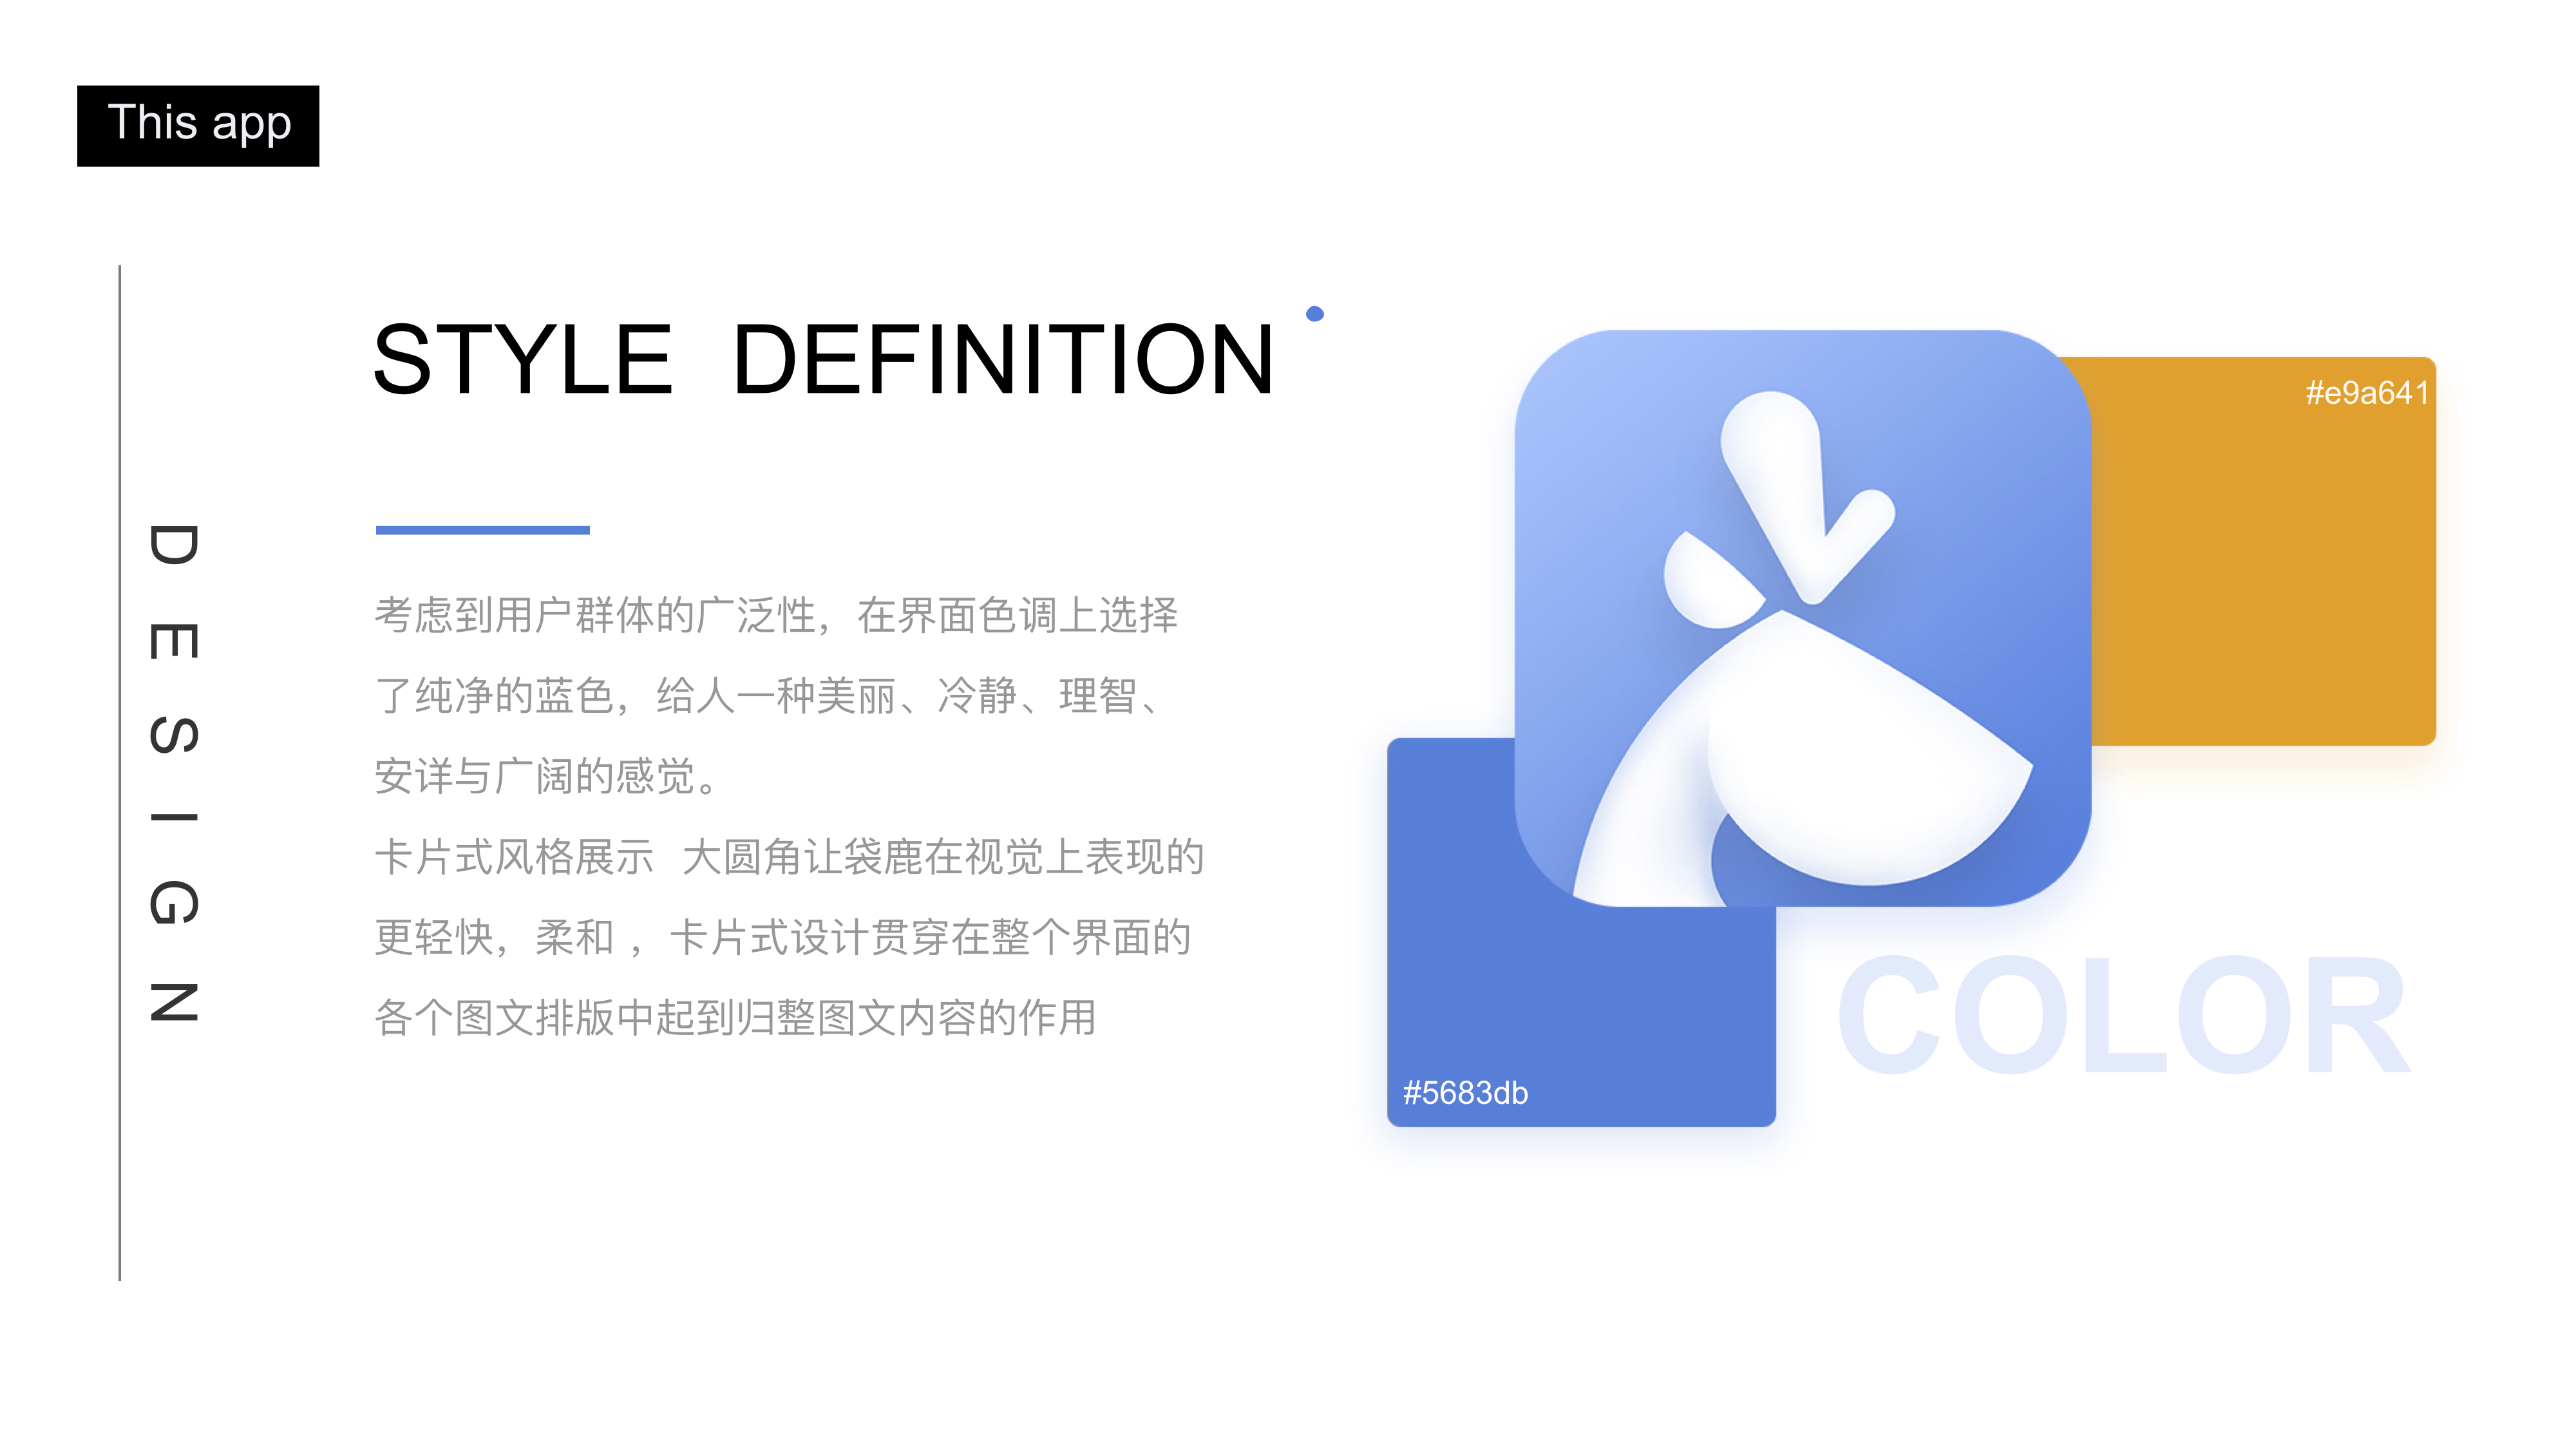 This app
DESIGN
STYLE DEFINITION
考虑到用户群体的广泛性，在界面色调上选择
了纯净的蓝色，给人一种美丽、冷静、理智、
安详与广阔的感觉。
卡片式风格展示 大圆角让袋鹿在视觉上表现的
更轻快，柔和 ，卡片式设计贯穿在整个界面的
各个图文排版中起到归整图文内容的作用
#e9a641
#5683db
COLOR